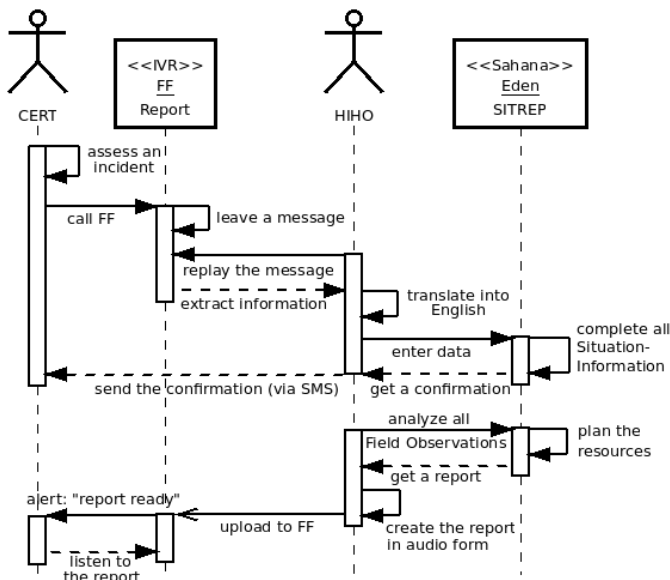 <<IVR>>
FF
Report
<<Sahana>>
Eden
SITREP
CERT
HIHO
assess an
incident
call FF
leave a message
replay the message
extract information
translate into
English
enter data
complete all
Situation-
Information
send the confirmation (via SMS)
get a confirmation
analyze all
Field Observations
plan the
resources
get a report
alert: "report ready"
upload to FF
create the report
in audio form
listen to
the report